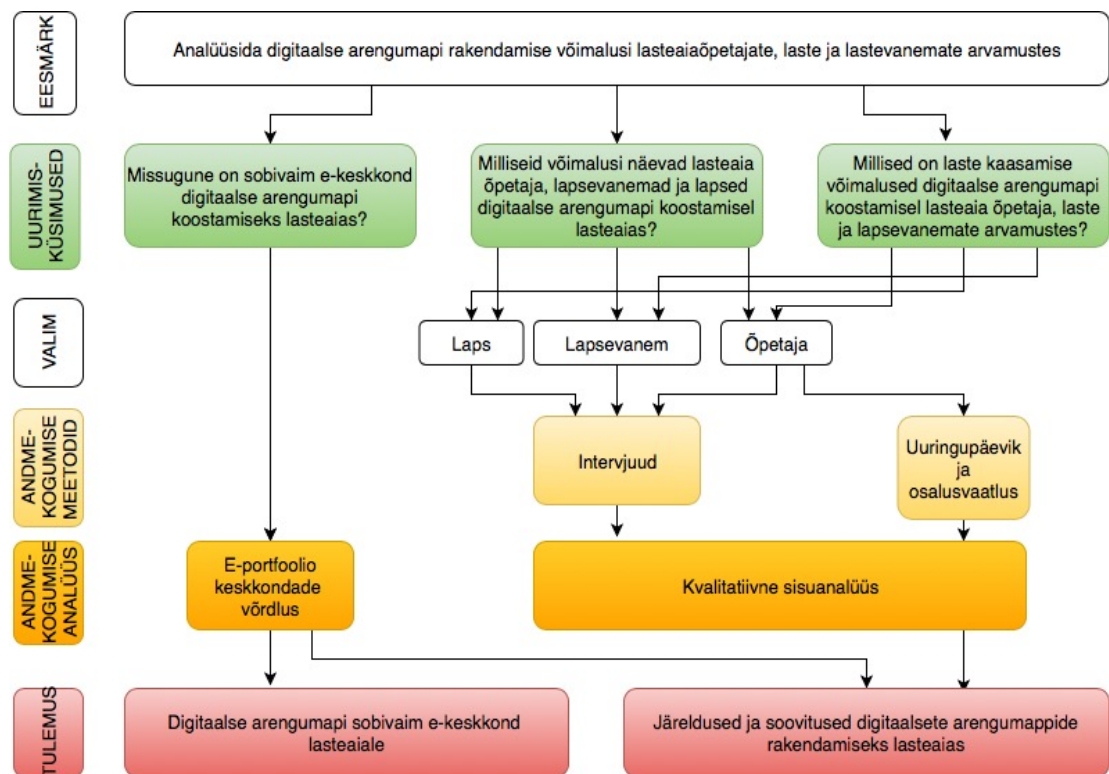 EESMÄRK
Analüüsida digitaalse arengumapi rakendamise võimalusi lasteaiaõpetajate, laste ja lastevanemate arvamustes
UURIMIS-
KÜSIMUSED
Missugune on sobivaim e-keskkond
digitaalse arengumapi
koostamiseks lasteaias?
Milliseid võimalusi näevad lasteaia
õpetaja, lapsevanemad ja lapsed
digitaalse arengumapi koostamisel
lasteaias?
Millised on laste kaasamise
võimalused digitaalse arengumapi
koostamisel lasteaia õpetaja, laste
ja lapsevanemate arvamustes?
VALIM
Laps
Lapsevanem
Õpetaja
ANDME-
KOGUMISE
MEETODID
Intervjuud
Uuringupäevik
ja
osalusvaatlus
ANDME-
KOGUMISE
ANALÜÜS
E-portfoolio
keskkondade
võrdlus
Kvalitatiivne sisuanalüüs
TULEMUS
Digitaalse arengumapi sobivaim e-keskkond
lasteaiale
Järeldused ja soovitused digitaalsete arengumappide
rakendamiseks lasteaias